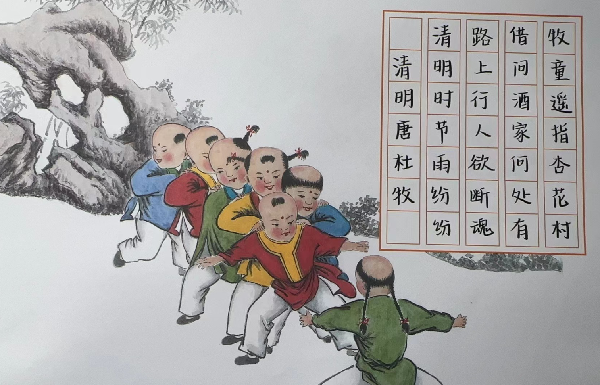 清明唐杜牧
清明时节雨纷纷
路上行人欲断魂
借问酒家问处有
牧童遥指杏花村